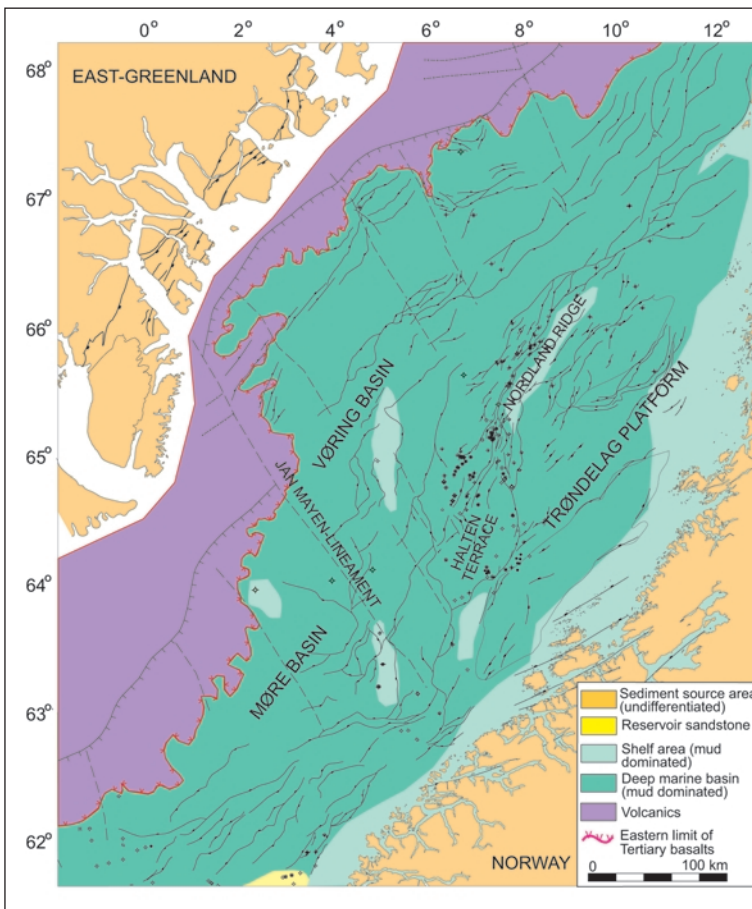 0° 2° 4° 6° 8° 10° 12°
68°
67°
66°
65°
64°
63°
62°
EAST-GREENLAND
NORDLAND RIDGE
VØRING BASIN
TRØNDELAG PLATFORM
JAN MAYEN-LINEAMENT
HALTEN
TERRACE
MØRE BASIN
NORWAY
Sediment source area
(undifferentiated)
Reservoir sandstone
Shelf area (mud
dominated)
Deep marine basin
(mud dominated)
Volcanics
Eastern limit of
Tertiary basalts
0 100 km